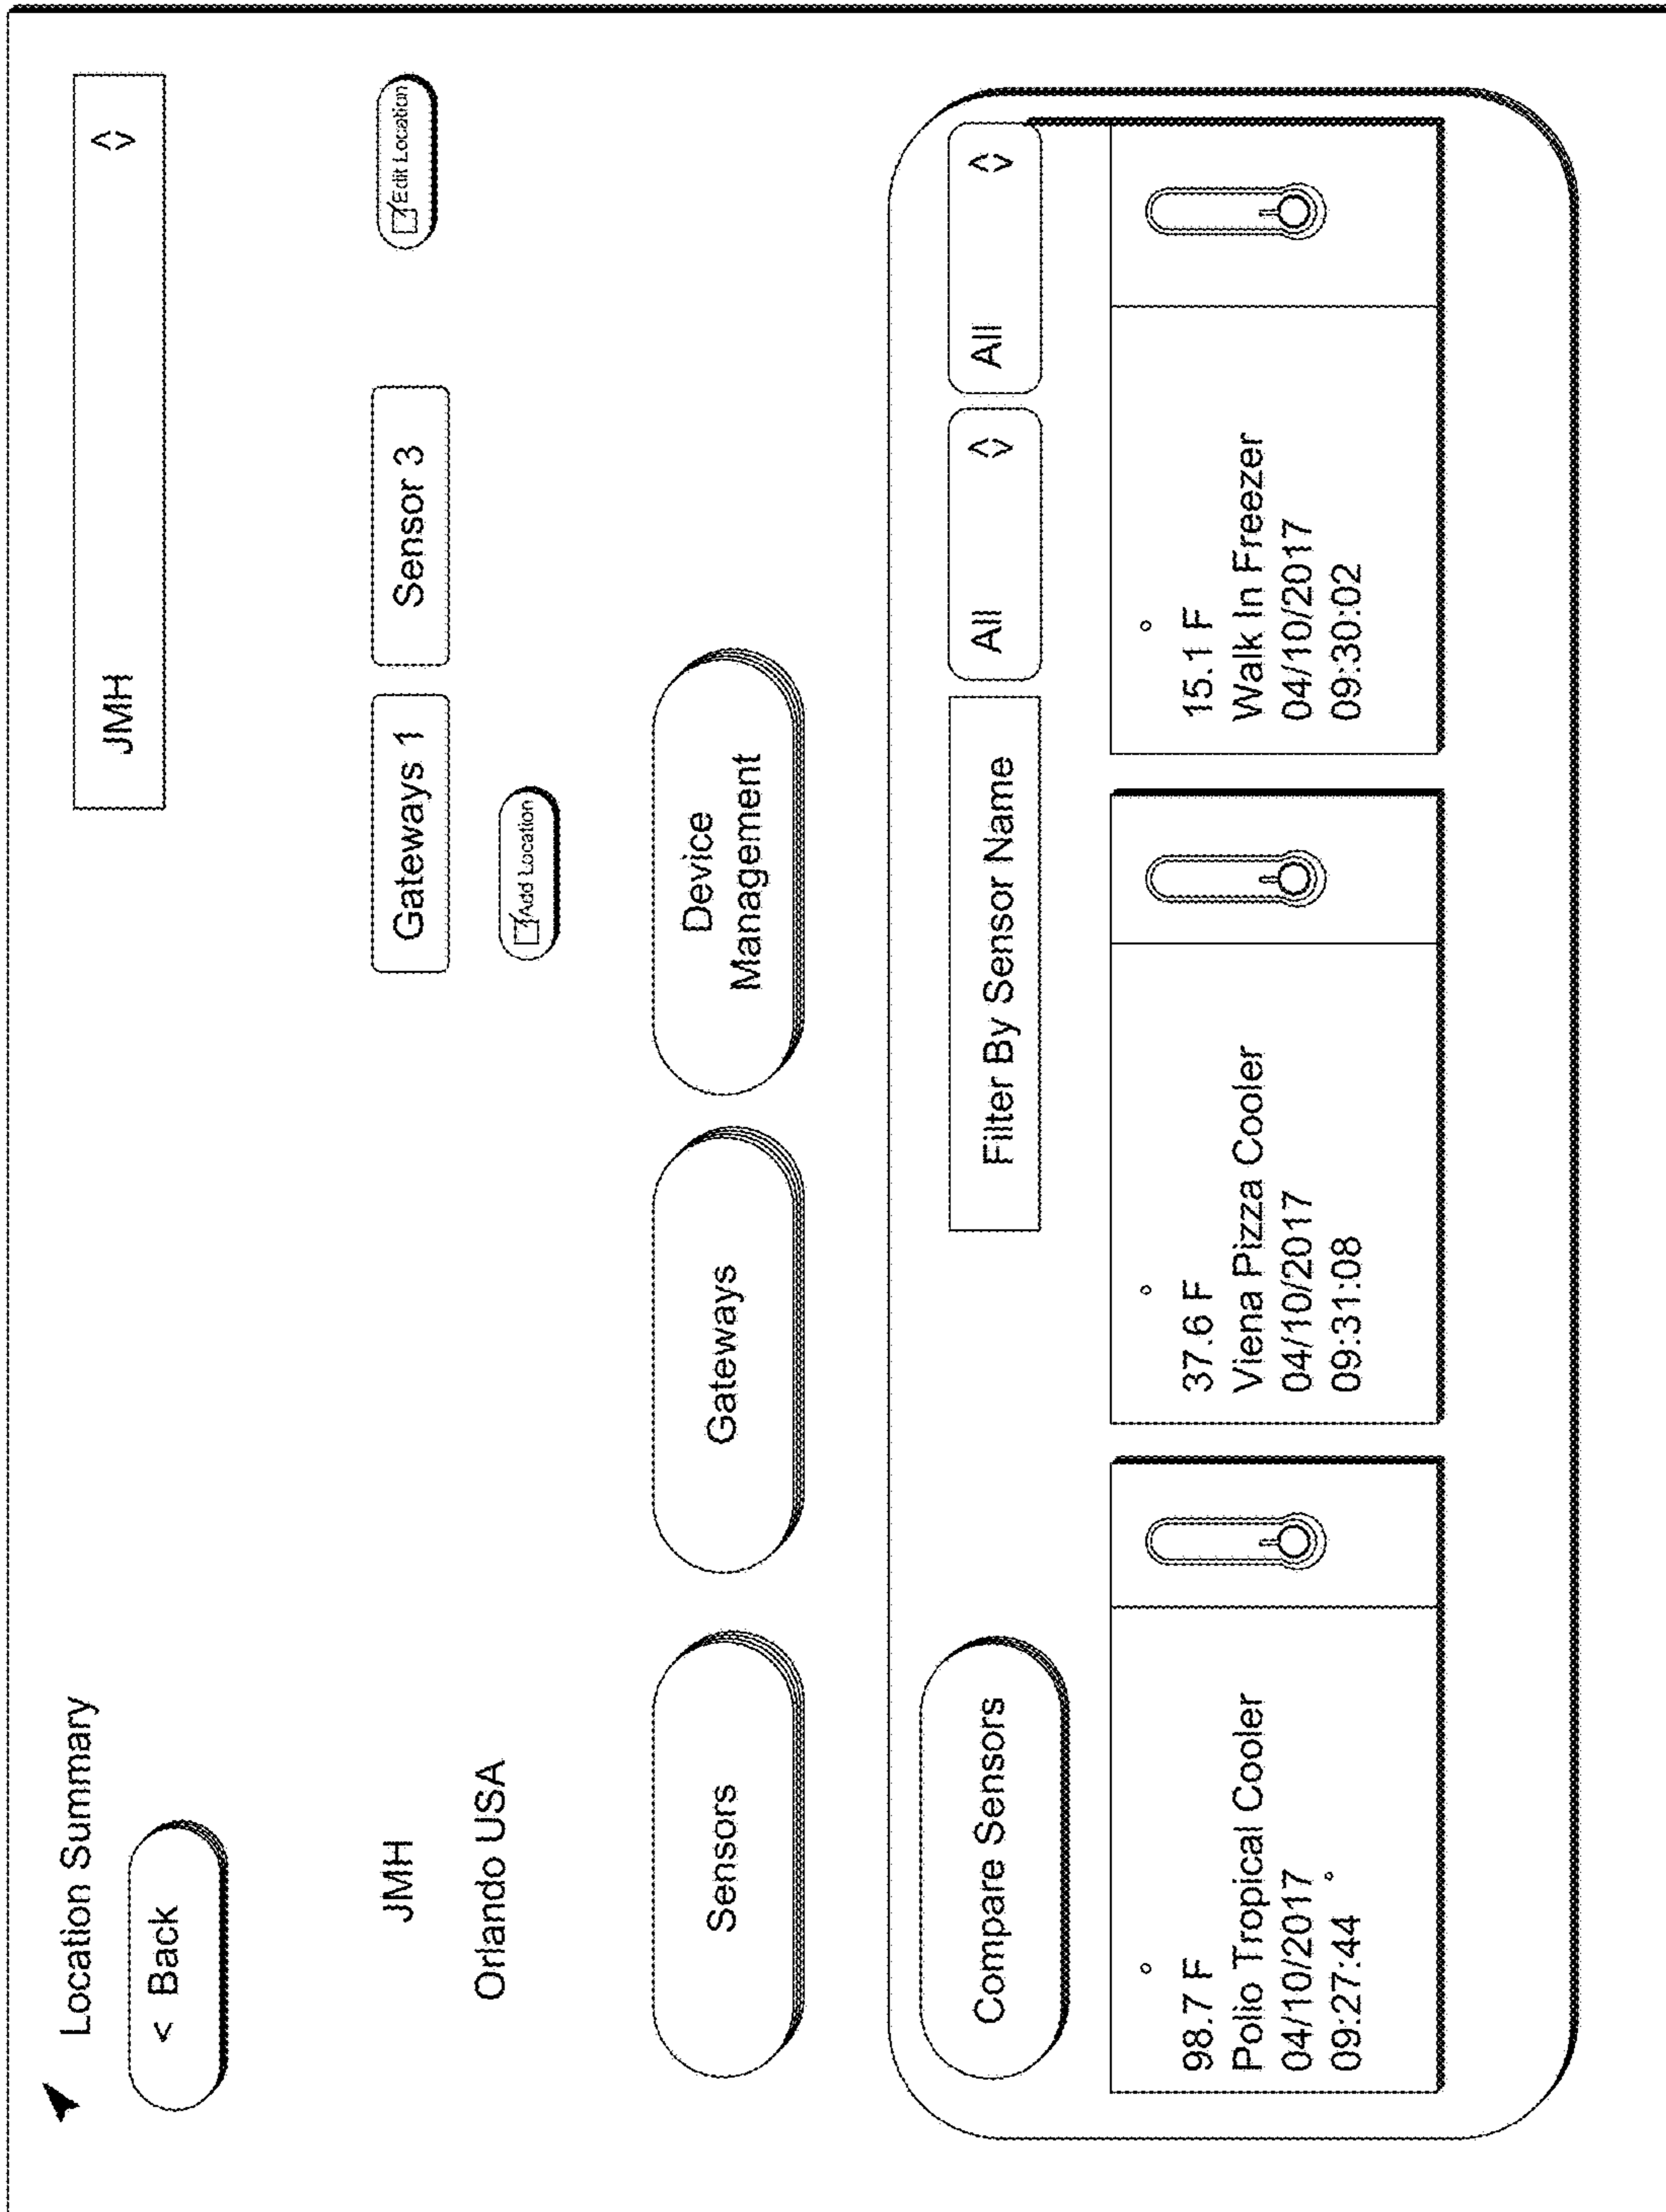 Location Summary
< Back
JMH
JMH
Orlando USA
Gateways 1
Sensor 3
Edit Location
Add Location
Sensors
Gateways
Device
Management
Compare Sensors
Filter By Sensor Name
All
All
98.7 F
Polio Tropical Cooler
04/10/2017
09:27:44
37.6 F
Viena Pizza Cooler
04/10/2017
09:31:08
15.1 F
Walk In Freezer
04/10/2017
09:30:02